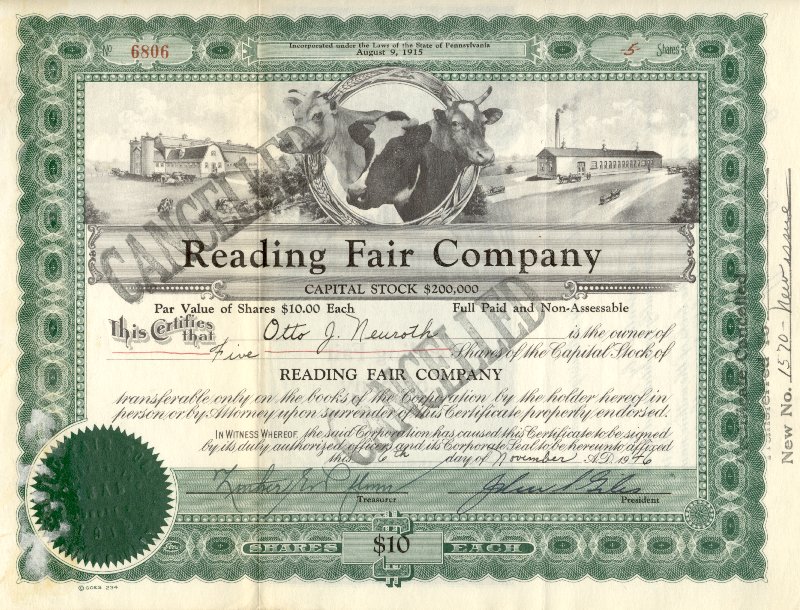 No 6806
Incorporated under the Laws of the State of Pennsylvania
August 9, 1915
5 Shares
CANCELLED
Reading Fair Company
CAPITAL STOCK $200,000
Par Value of Shares $10.00 Each Full Paid and Non-Assessable
This Certifies that Otto J. Neuroth is the owner of
Five Shares of the Capital Stock of
READING FAIR COMPANY
CANCELLED
transferable only on the books of the Corporation by the holder hereof in
person or by Attorney upon surrender of this Certificate properly endorsed.
IN WITNESS WHEREOF, the said Corporation has caused this Certificate to be signed
by its duly authorized officers and its Corporate Seal to be hereunto affixed
this 6th day of November A.D. 1946
Treasurer
President
SHARES $10 EACH
© GOES 234
New No. 1570 - New issue